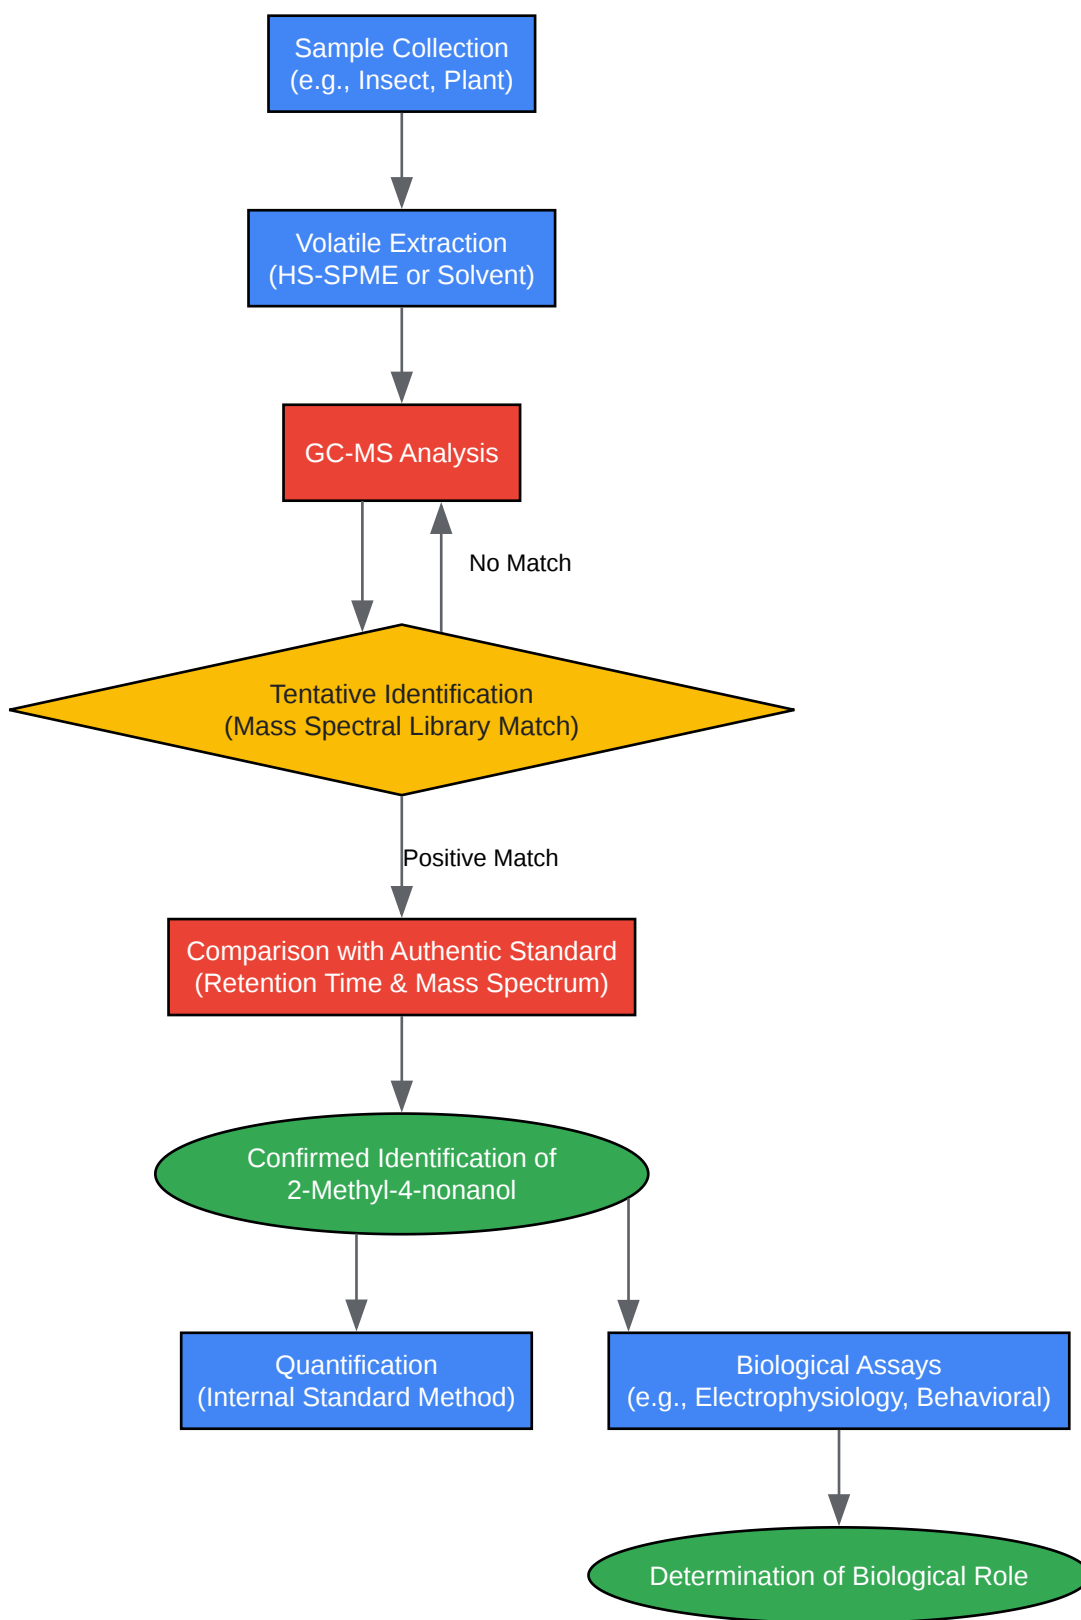 Sample Collection
(e.g., Insect, Plant)
Volatile Extraction
(HS-SPME or Solvent)
GC-MS Analysis
No Match
Tentative Identification
(Mass Spectral Library Match)
Positive Match
Comparison with Authentic Standard
(Retention Time & Mass Spectrum)
Confirmed Identification of
2-Methyl-4-nonanol
Quantification
(Internal Standard Method)
Biological Assays
(e.g., Electrophysiology, Behavioral)
Determination of Biological Role